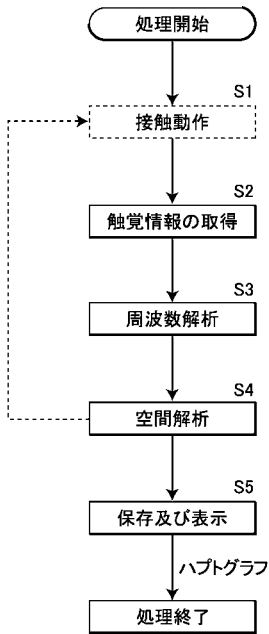 処理開始
S1
接触動作
S2
触覚情報の取得
S3
周波数解析
S4
空間解析
S5
保存及び表示
ハプトグラフ
処理終了